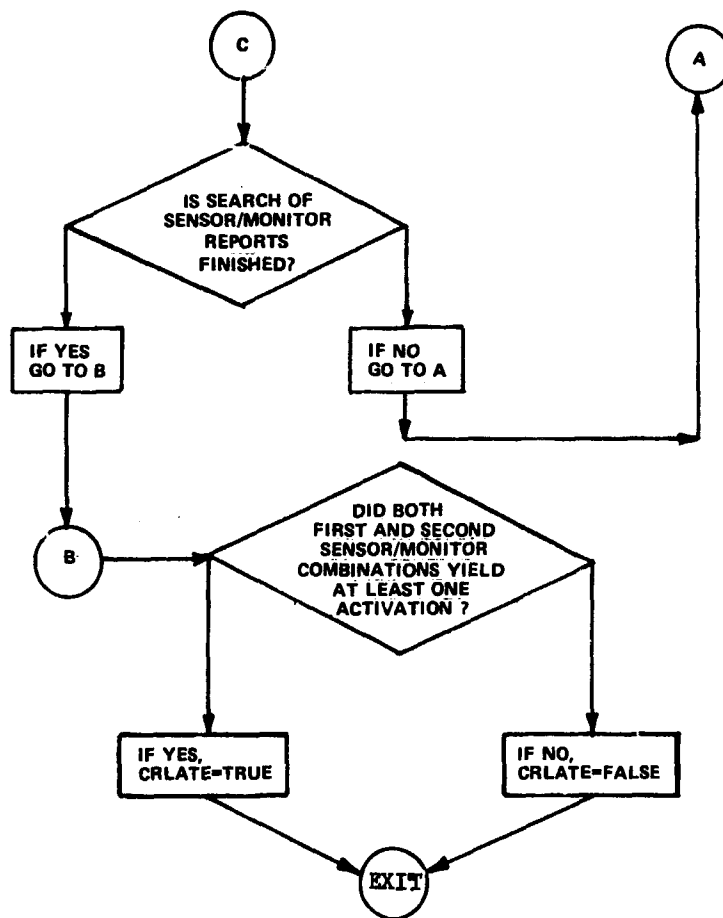 C
A
IS SEARCH OF
SENSOR/MONITOR
REPORTS
FINISHED?
IF YES
GO TO B
IF NO
GO TO A
B
DID BOTH
FIRST AND SECOND
SENSOR/MONITOR
COMBINATIONS YIELD
AT LEAST ONE
ACTIVATION ?
IF YES,
CRLATE=TRUE
IF NO,
CRLATE=FALSE
EXIT